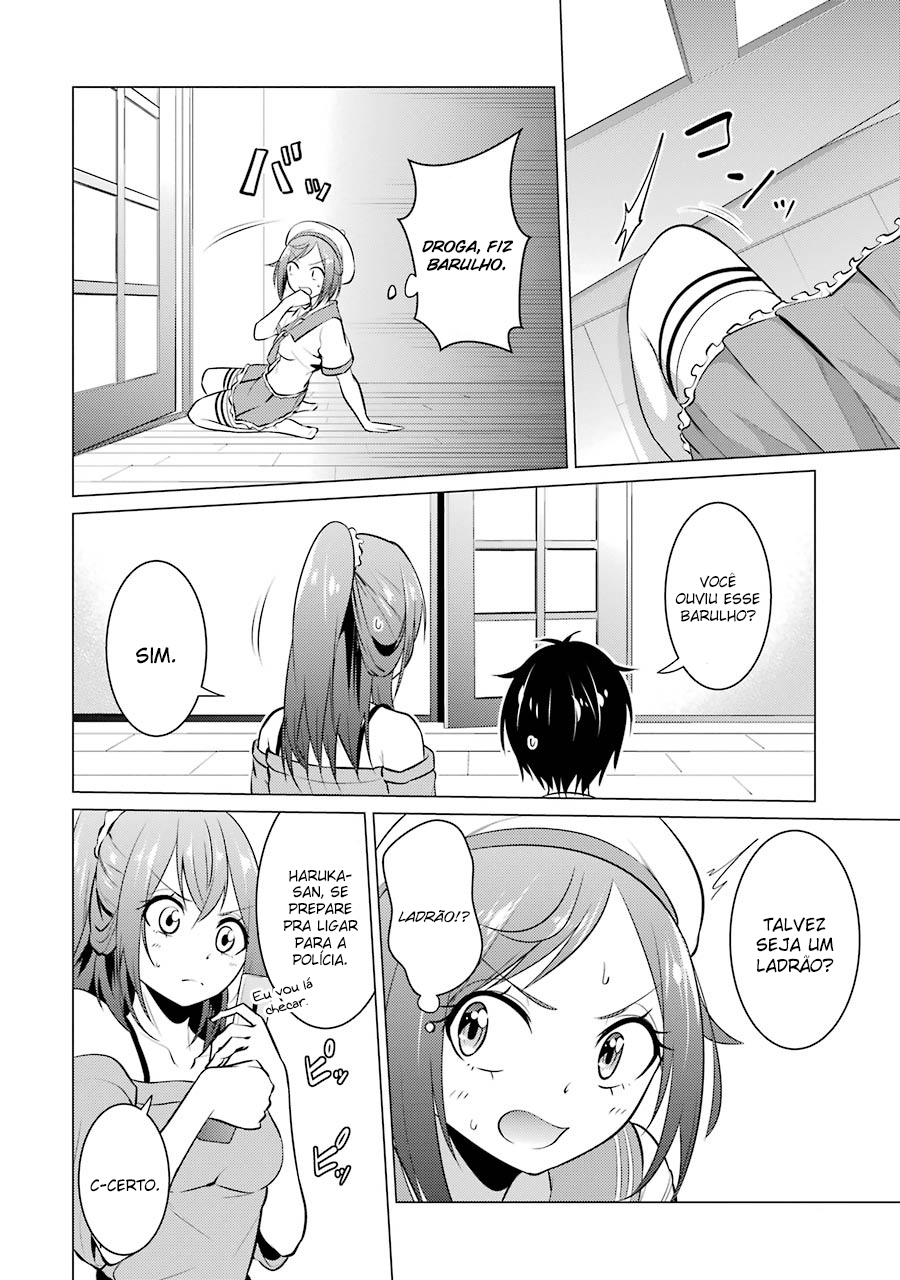 コッ
バッ
DROGA, FIZ
BARULHO.
VOCÊ
OUVIU ESSE
BARULHO?
SIM.
TALVEZ
SEJA UM
LADRÃO?
LADRÃO!?
HARUKA-
SAN, SE
PREPARE
PRA LIGAR
PARA A
POLÍCIA.
Eu vou lá
checar.
ピッ
ピッ
C-CERTO.